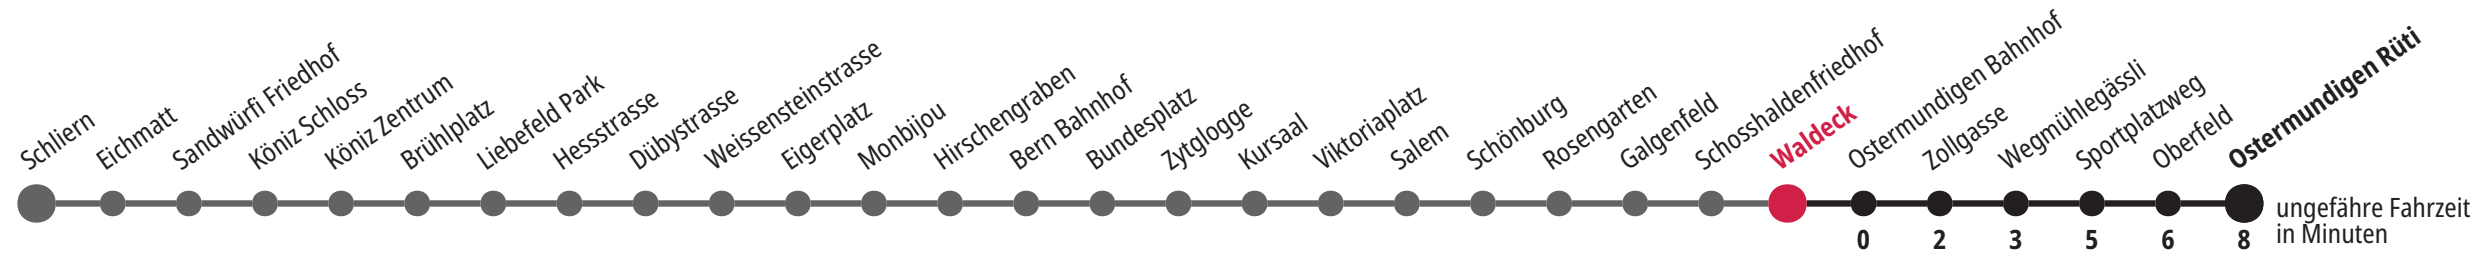 Schliern
Eichmatt
Sandwürfi Friedhof
Köniz Schloss
Köniz Zentrum
Brühlplatz
Liebefeld Park
Hessstrasse
Dübystrasse
Weissensteinstrasse
Eigerplatz
Monbijou
Hirschengraben
Bern Bahnhof
Bundesplatz
Zytglogge
Kursaal
Viktoriaplatz
Salem
Schönburg
Rosengarten
Galgenfeld
Schosshaldenfriedhof
Waldeck
Ostermundigen Bahnhof
Zollgasse
Wegmühlegässli
Sportplatzweg
Oberfeld
Ostermundigen Rüti
0 2 3 5 6 8
ungefähre Fahrzeit
in Minuten